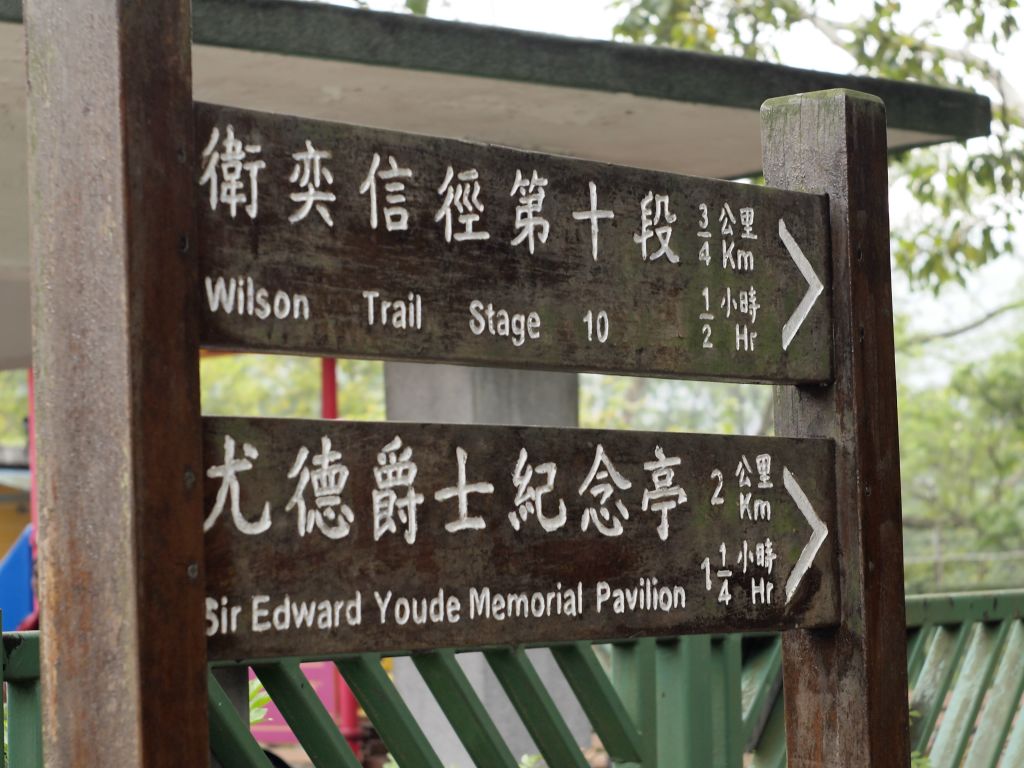 衛奕信徑第十段 3/4 公里 Km
Wilson Trail Stage 10 1/2 小時 Hr
尤德爵士紀念亭 2 公里 Km
Sir Edward Youde Memorial Pavilion 1 1/4 小時 Hr